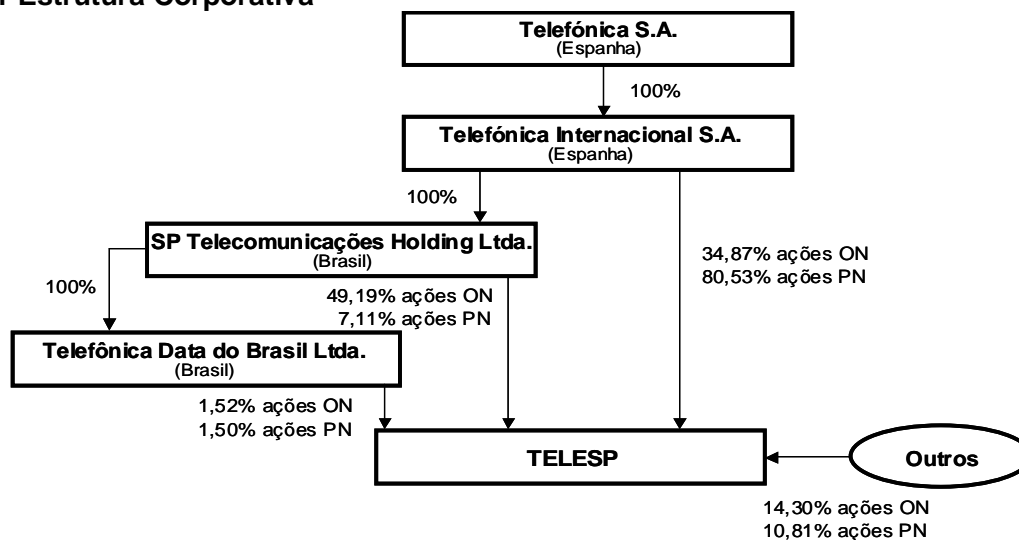 Estrutura Corporativa
Telefónica S.A.
(Espanha)
100%
Telefónica Internacional S.A.
(Espanha)
100%
SP Telecomunicações Holding Ltda.
(Brasil)
34,87% ações ON
80,53% ações PN
100%
49,19% ações ON
7,11% ações PN
Telefônica Data do Brasil Ltda.
(Brasil)
1,52% ações ON
1,50% ações PN
TELESP
Outros
14,30% ações ON
10,81% ações PN